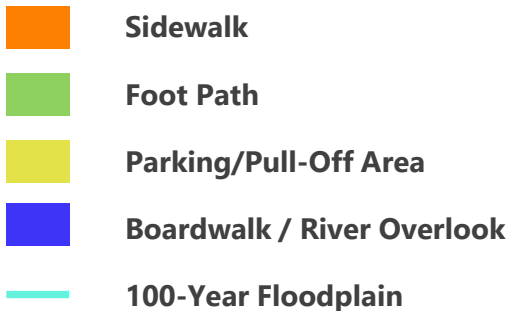 Sidewalk
Foot Path
Parking/Pull-Off Area
Boardwalk / River Overlook
100-Year Floodplain